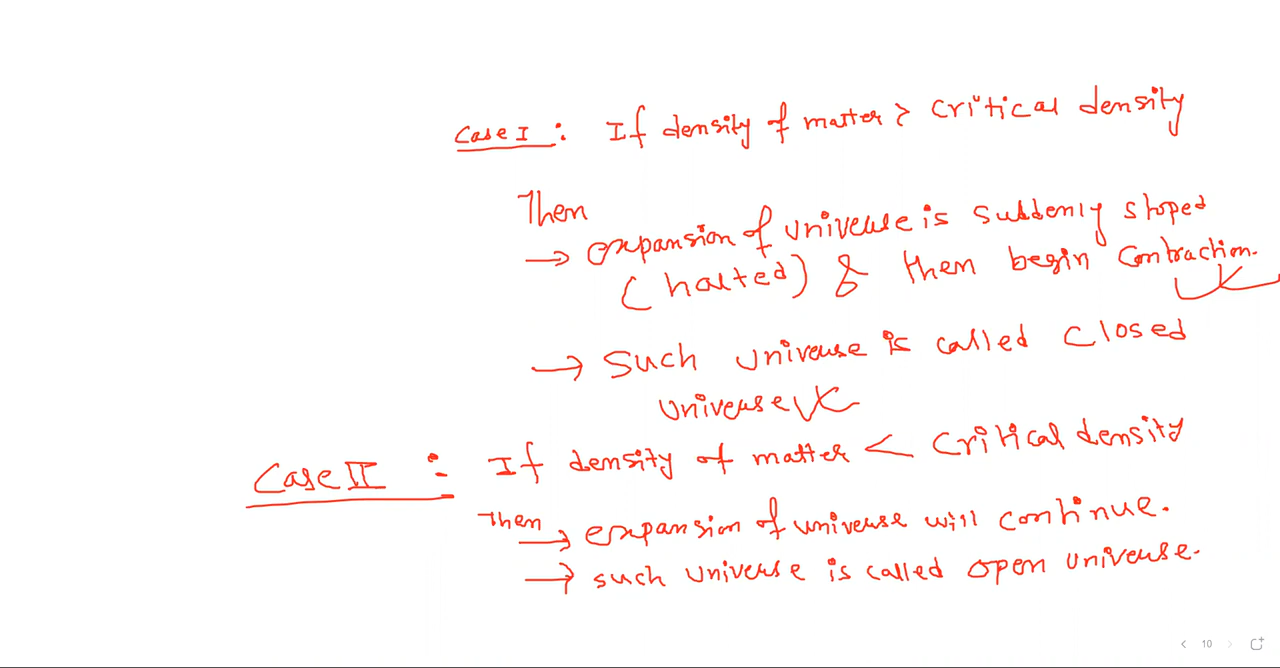 Case I : If density of matter > critical density
Then
→ expansion of universe is suddenly stoped
(halted) & then begin contraction.
→ Such universe is called closed
universe
Case II : If density of matter < critical density
Then → expansion of universe will continue.
→ such universe is called open universe.
10